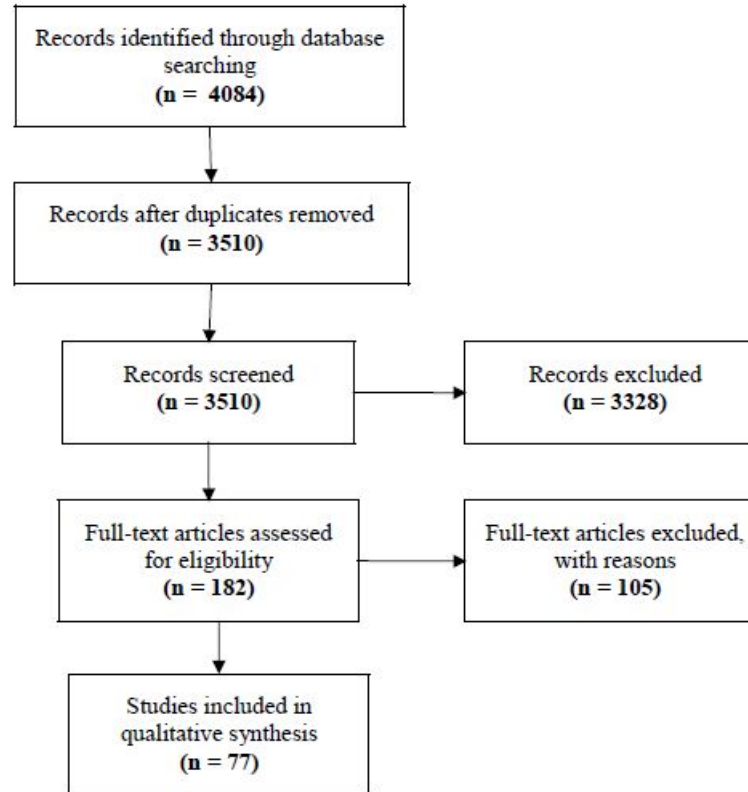 Records identified through database
searching
(n =  4084)
Records after duplicates removed
(n = 3510)
Records screened
(n = 3510)
Records excluded
(n = 3328)
Full-text articles assessed
for eligibility
(n = 182)
Full-text articles excluded,
with reasons
(n = 105)
Studies included in
qualitative synthesis
(n = 77)